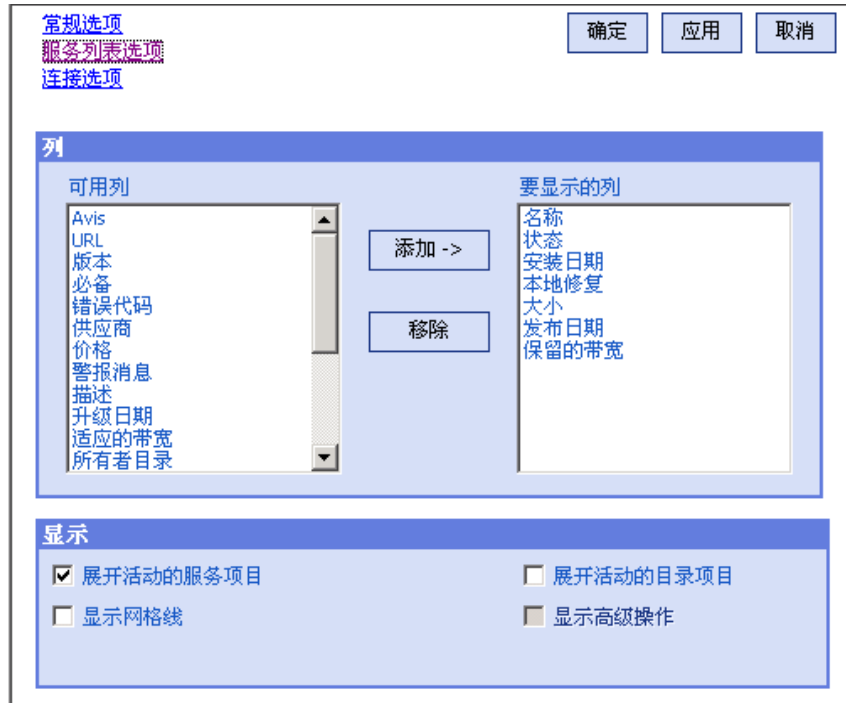 常规选项
服务列表选项
连接选项
确定
应用
取消
列
可用列
Avis
URL
版本
必备
错误代码
供应商
价格
警报消息
描述
升级日期
适应的带宽
所有者目录
添加 ->
移除
要显示的列
名称
状态
安装日期
本地修复
大小
发布日期
保留的带宽
显示
展开活动的服务项目
展开活动的目录项目
显示网格线
显示高级操作